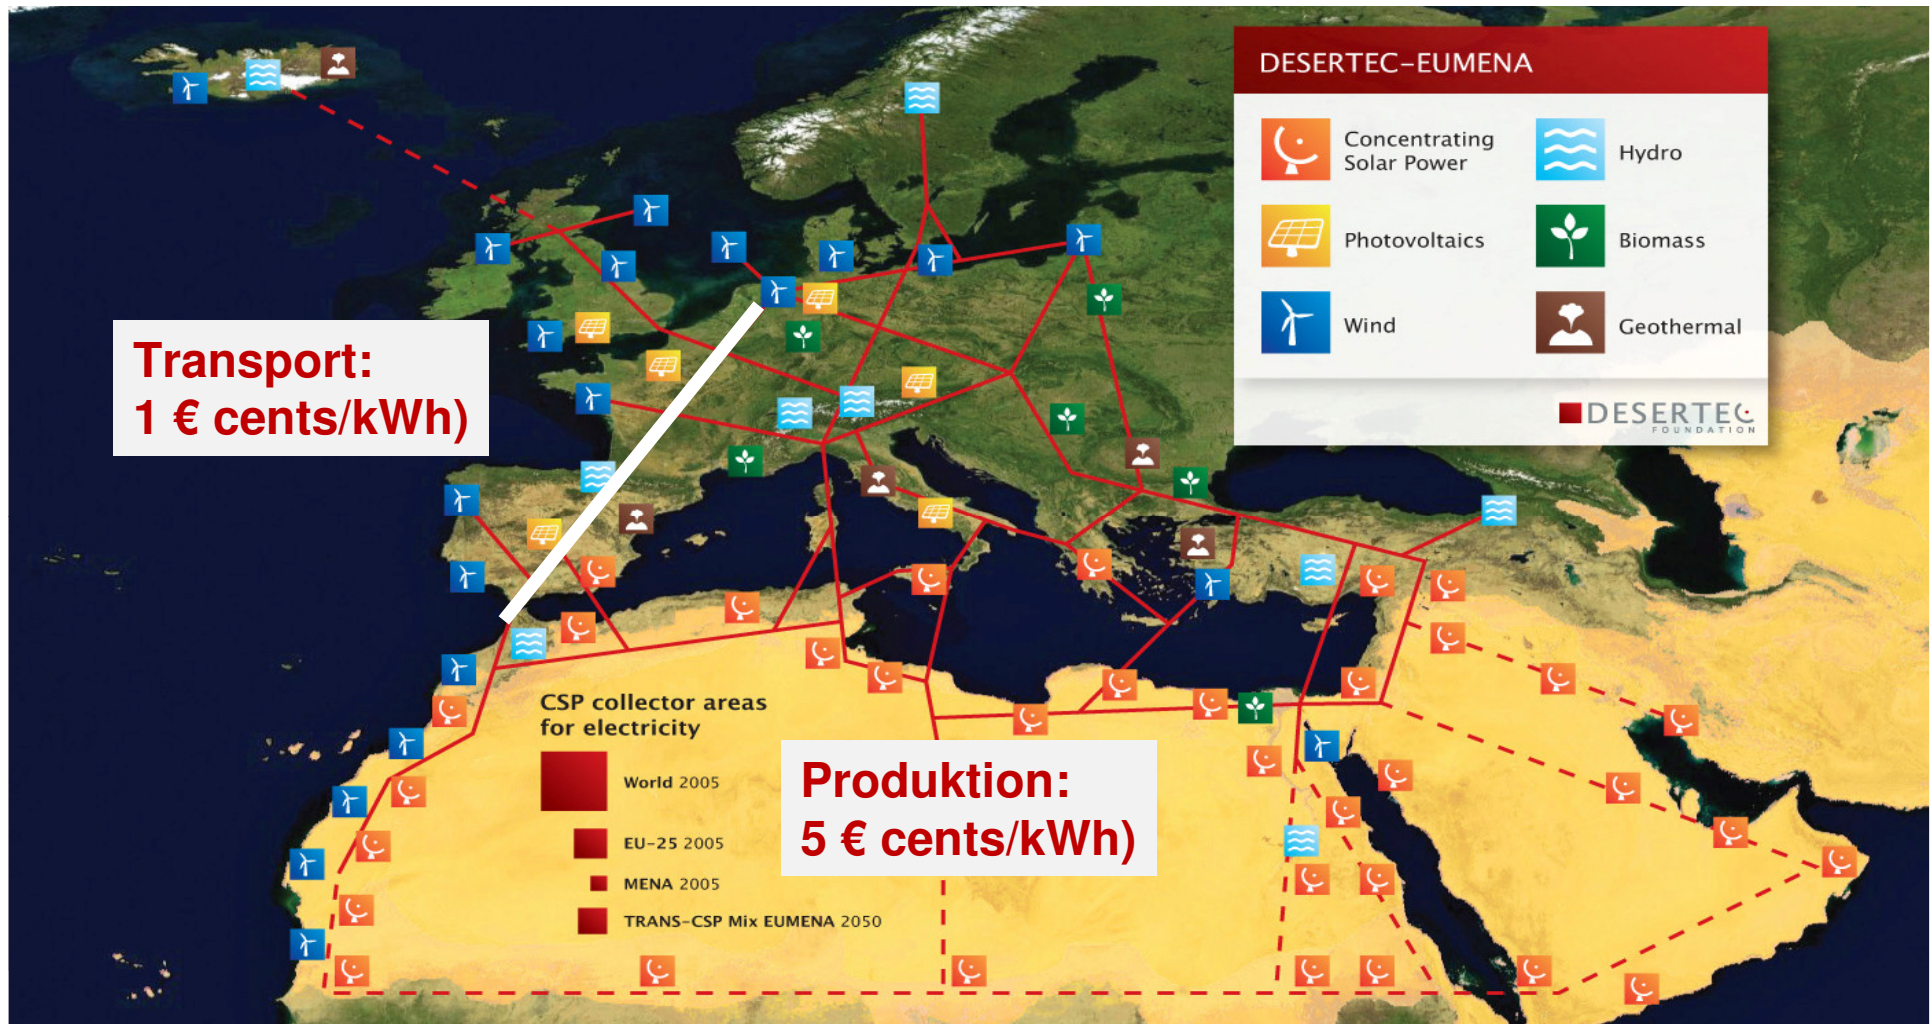 DESERTEC-EUMENA
Concentrating
Solar Power
Hydro
Photovoltaics
Biomass
Wind
Geothermal
DESERTEC
FOUNDATION
Transport:
1 € cents/kWh)
CSP collector areas
for electricity
World 2005
EU-25 2005
MENA 2005
TRANS-CSP Mix EUMENA 2050
Produktion:
5 € cents/kWh)